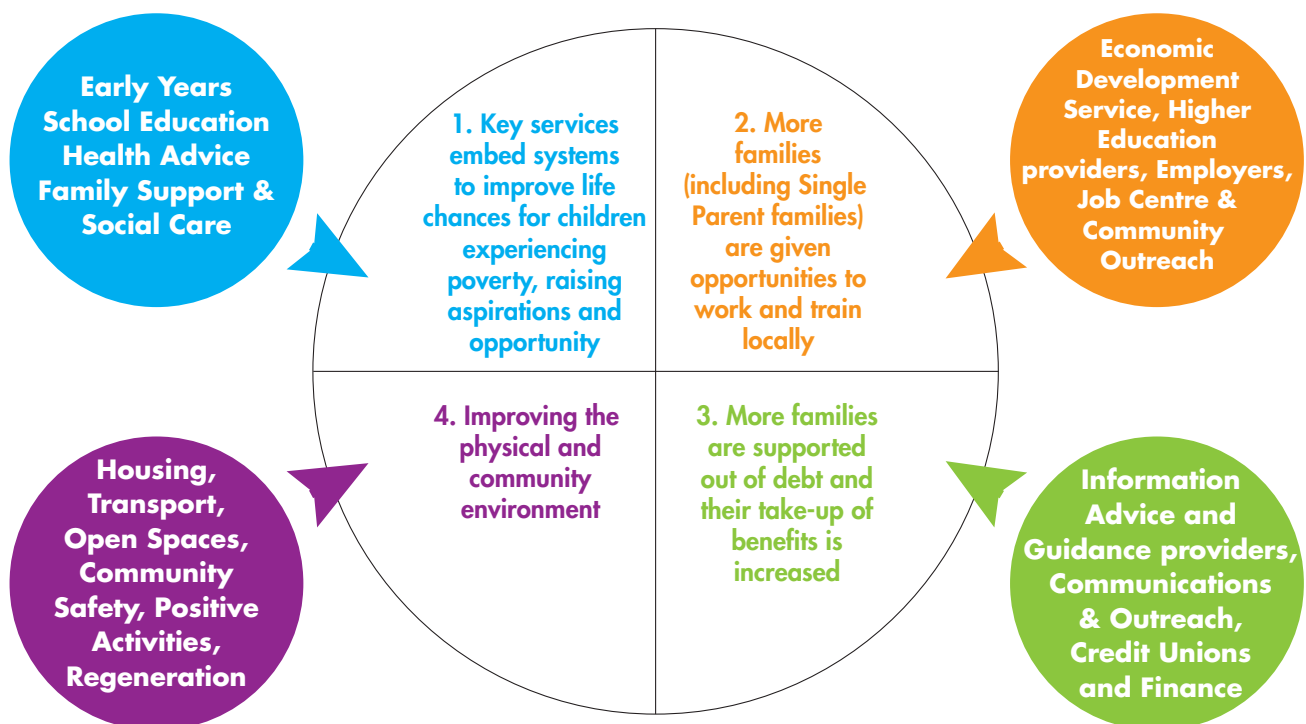 Early Years
School Education
Health Advice
Family Support &
Social Care
1. Key services
embed systems
to improve life
chances for children
experiencing
poverty, raising
aspirations and
opportunity
2. More
families
(including Single
Parent families)
are given
opportunities to
work and train
locally
Economic
Development
Service, Higher
Education
providers, Employers,
Job Centre &
Community
Outreach
Housing,
Transport,
Open Spaces,
Community
Safety, Positive
Activities,
Regeneration
4. Improving the
physical and
community
environment
3. More families
are supported
out of debt and
their take-up of
benefits is
increased
Information
Advice and
Guidance providers,
Communications
& Outreach,
Credit Unions
and Finance